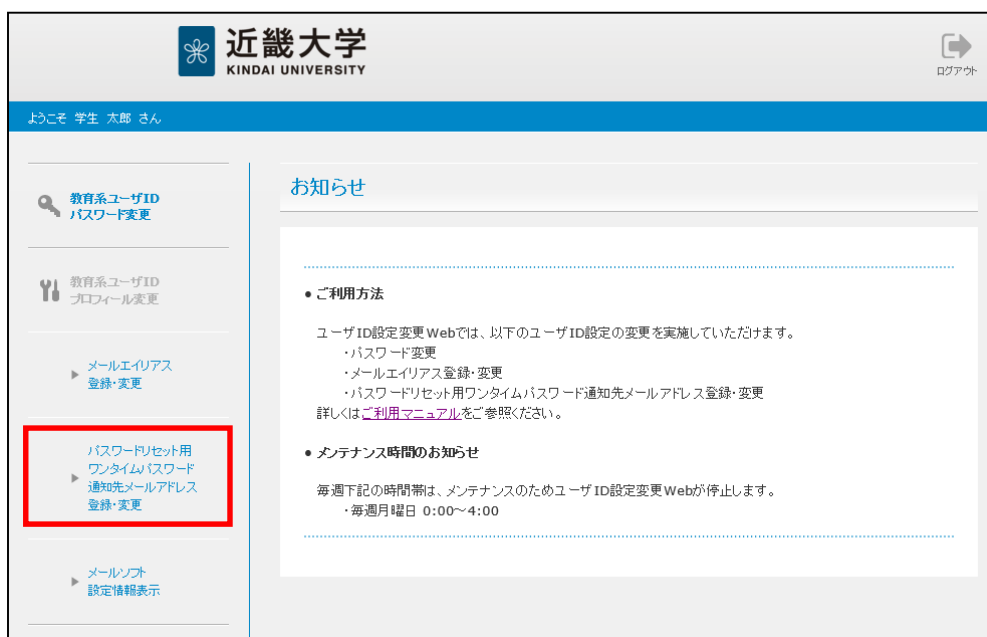 近畿大学
KINDAI UNIVERSITY
ログアウト
ようこそ 学生 太郎 さん
教育系ユーザID
パスワード変更
教育系ユーザID
プロフィール変更
メールエイリアス
登録・変更
パスワードリセット用
ワンタイムパスワード
通知先メールアドレス
登録・変更
メールソフト
設定情報表示
お知らせ
• ご利用方法
ユーザID設定変更Webでは、以下のユーザID設定の変更を実施していただけます。
・パスワード変更
・メールエイリアス登録・変更
・パスワードリセット用ワンタイムパスワード通知先メールアドレス登録・変更
詳しくはご利用マニュアルをご参照ください。
• メンテナンス時間のお知らせ
毎週下記の時間帯は、メンテナンスのためユーザID設定変更Webが停止します。
・毎週月曜日 0:00～4:00